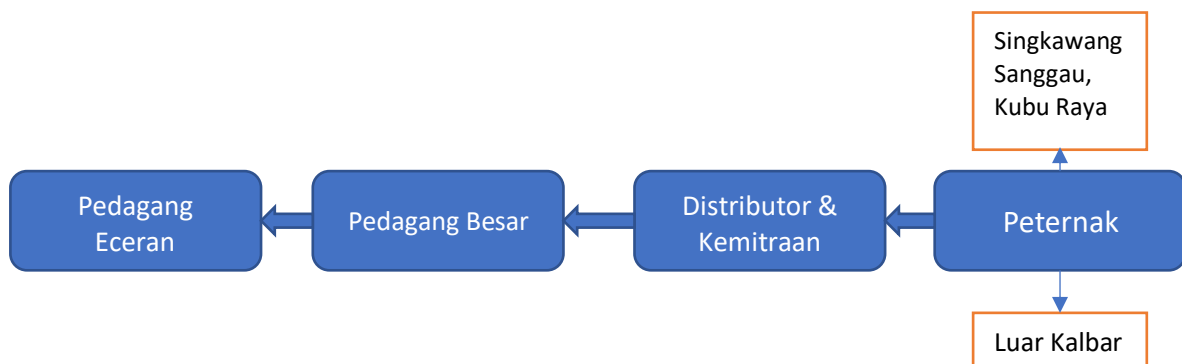 Singkawang
Sanggau,
Kubu Raya
Pedagang
Eceran
Pedagang Besar
Distributor &
Kemitraan
Peternak
Luar Kalbar